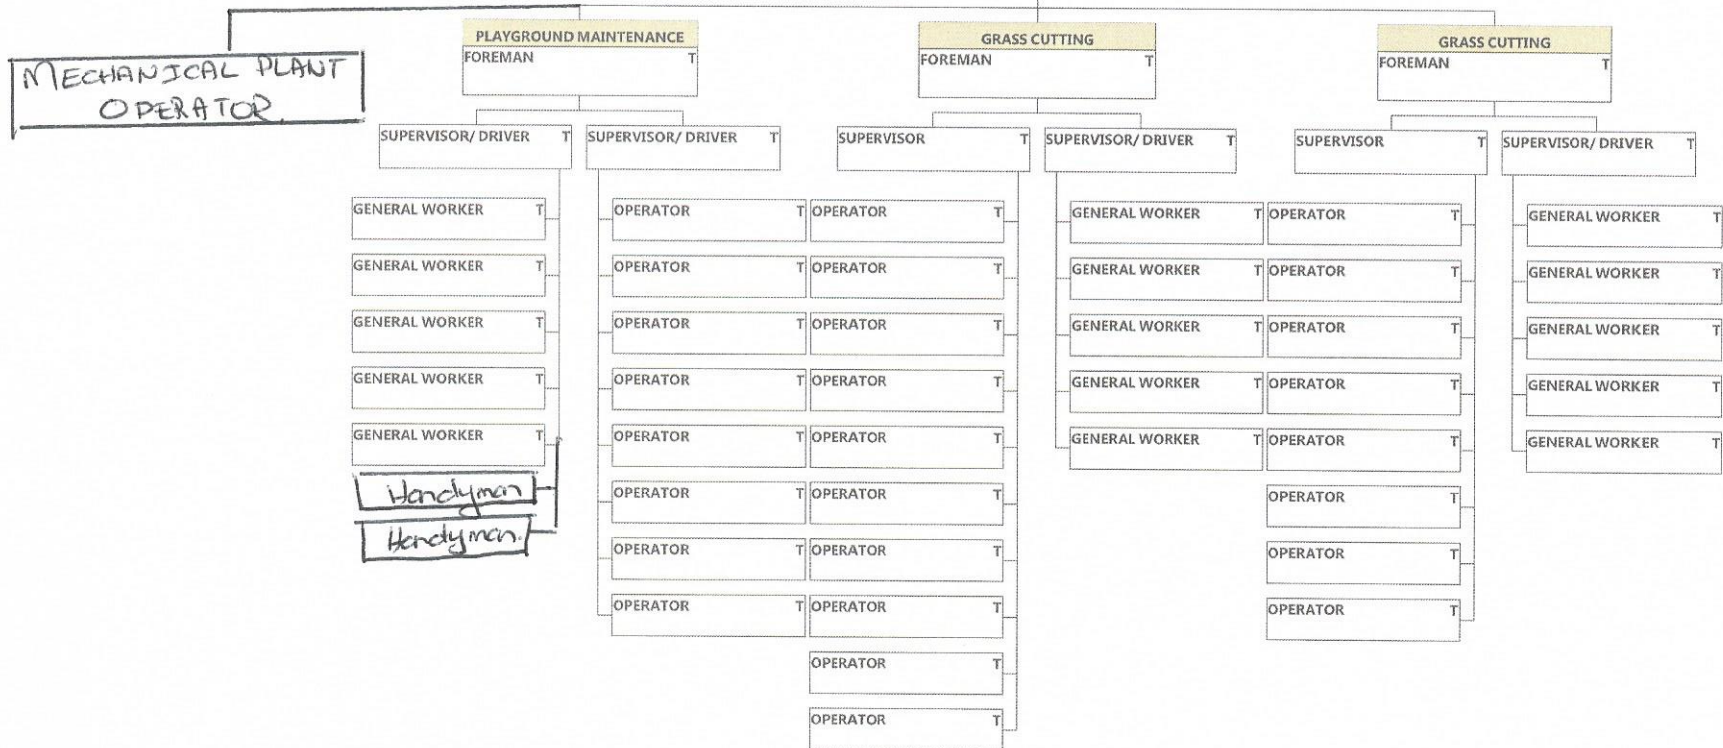 MECHANICAL PLANT
OPERATOR.
PLAYGROUND MAINTENANCE
FOREMAN T
SUPERVISOR/ DRIVER T
GENERAL WORKER T
GENERAL WORKER T
GENERAL WORKER T
GENERAL WORKER T
GENERAL WORKER T
Handyman
Handyman.
SUPERVISOR/ DRIVER T
OPERATOR T
OPERATOR T
OPERATOR T
OPERATOR T
OPERATOR T
OPERATOR T
OPERATOR T
OPERATOR T
GRASS CUTTING
FOREMAN T
SUPERVISOR T
OPERATOR T
OPERATOR T
OPERATOR T
OPERATOR T
OPERATOR T
OPERATOR T
OPERATOR T
OPERATOR T
OPERATOR T
OPERATOR T
SUPERVISOR/ DRIVER T
GENERAL WORKER T
GENERAL WORKER T
GENERAL WORKER T
GENERAL WORKER T
GENERAL WORKER T
GRASS CUTTING
FOREMAN T
SUPERVISOR T
OPERATOR T
OPERATOR T
OPERATOR T
OPERATOR T
OPERATOR T
OPERATOR T
OPERATOR T
OPERATOR T
SUPERVISOR/ DRIVER T
GENERAL WORKER T
GENERAL WORKER T
GENERAL WORKER T
GENERAL WORKER T
GENERAL WORKER T